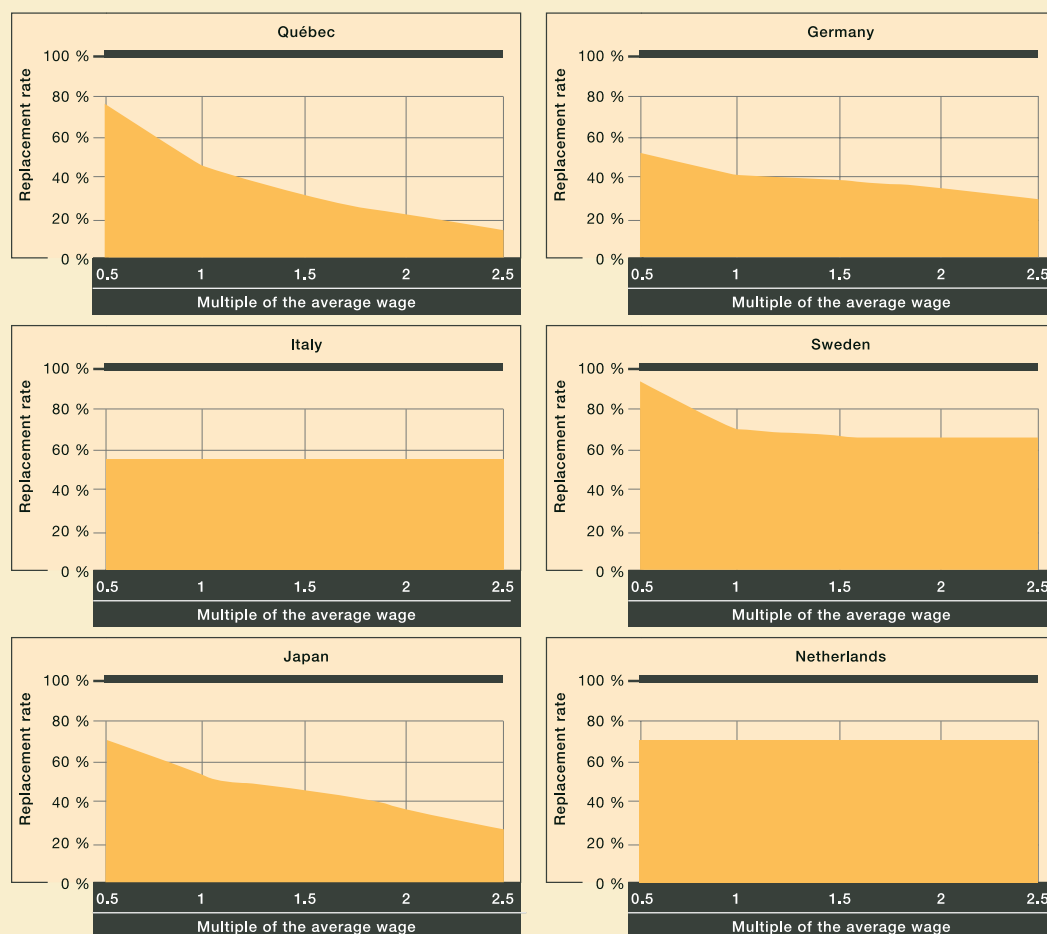 Québec
Replacement rate
100 %
80 %
60 %
40 %
20 %
0 %
0.5 1 1.5 2 2.5
Multiple of the average wage
Germany
Replacement rate
100 %
80 %
60 %
40 %
20 %
0 %
0.5 1 1.5 2 2.5
Multiple of the average wage
Italy
Replacement rate
100 %
80 %
60 %
40 %
20 %
0 %
0.5 1 1.5 2 2.5
Multiple of the average wage
Sweden
Replacement rate
100 %
80 %
60 %
40 %
20 %
0 %
0.5 1 1.5 2 2.5
Multiple of the average wage
Japan
Replacement rate
100 %
80 %
60 %
40 %
20 %
0 %
0.5 1 1.5 2 2.5
Multiple of the average wage
Netherlands
Replacement rate
100 %
80 %
60 %
40 %
20 %
0 %
0.5 1 1.5 2 2.5
Multiple of the average wage